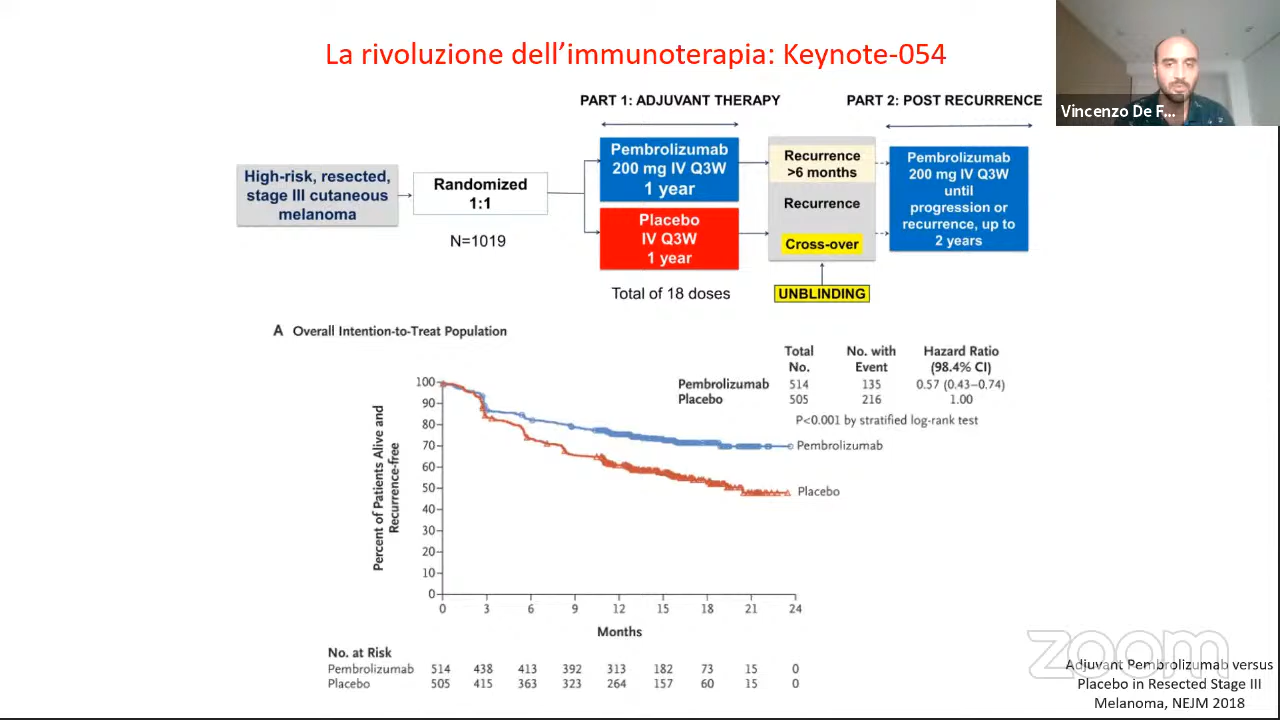 La rivoluzione dell'immunoterapia: Keynote-054
Vincenzo De F...
PART 1: ADJUVANT THERAPY
PART 2: POST RECURRENCE
High-risk, resected,
stage III cutaneous
melanoma
Randomized
1:1
N=1019
Pembrolizumab
200 mg IV Q3W
1 year
Placebo
IV Q3W
1 year
Total of 18 doses
Recurrence
>6 months
Recurrence
Cross-over
UNBLINDING
Pembrolizumab
200 mg IV Q3W
until
progression or
recurrence, up to
2 years
A Overall Intention-to-Treat Population
Total No. No. with Event Hazard Ratio (98.4% CI)
Pembrolizumab 514 135 0.57 (0.43–0.74)
Placebo 505 216 1.00
P<0.001 by stratified log-rank test
Percent of Patients Alive and
Recurrence-free
100
90
80
70
60
50
40
30
20
10
0
Pembrolizumab
Placebo
0 3 6 9 12 15 18 21 24
Months
No. at Risk
Pembrolizumab 514 438 413 392 313 182 73 15 0
Placebo 505 415 363 323 264 157 60 15 0
zoom
Adjuvant Pembrolizumab versus
Placebo in Resected Stage III
Melanoma, NEJM 2018